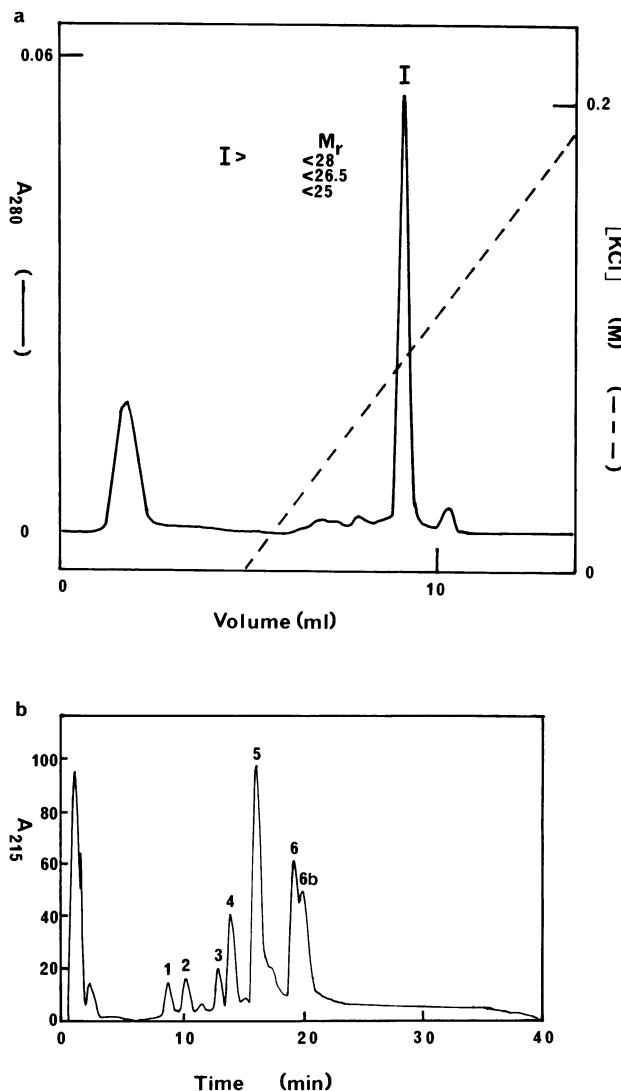 a
0.06
I
0.2
I >
Mr
<28
<26.5
<25
A280 (——)
[KCl] (M) (– – –)
0
0
0
10
Volume (ml)
b
A215
100
80
60
40
20
0
1
2
3
4
5
6
6b
0
10
20
30
40
Time (min)